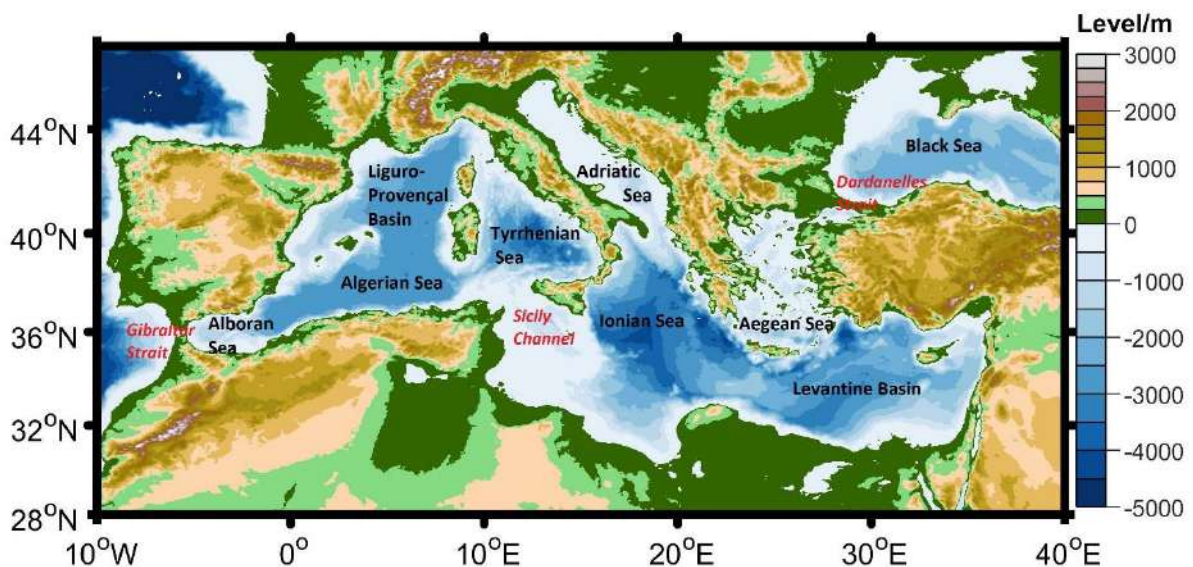 Level/m
3000
2000
1000
0
-1000
-2000
-3000
-4000
-5000
44°N
40°N
36°N
32°N
28°N
10°W
0°
10°E
20°E
30°E
40°E
Black Sea
Dardanelles
Strait
Adriatic
Sea
Liguro-
Provençal
Basin
Tyrrhenian
Sea
Algerian Sea
Gibraltar
Strait
Alboran
Sea
Sicily
Channel
Ionian Sea
Aegean Sea
Levantine Basin